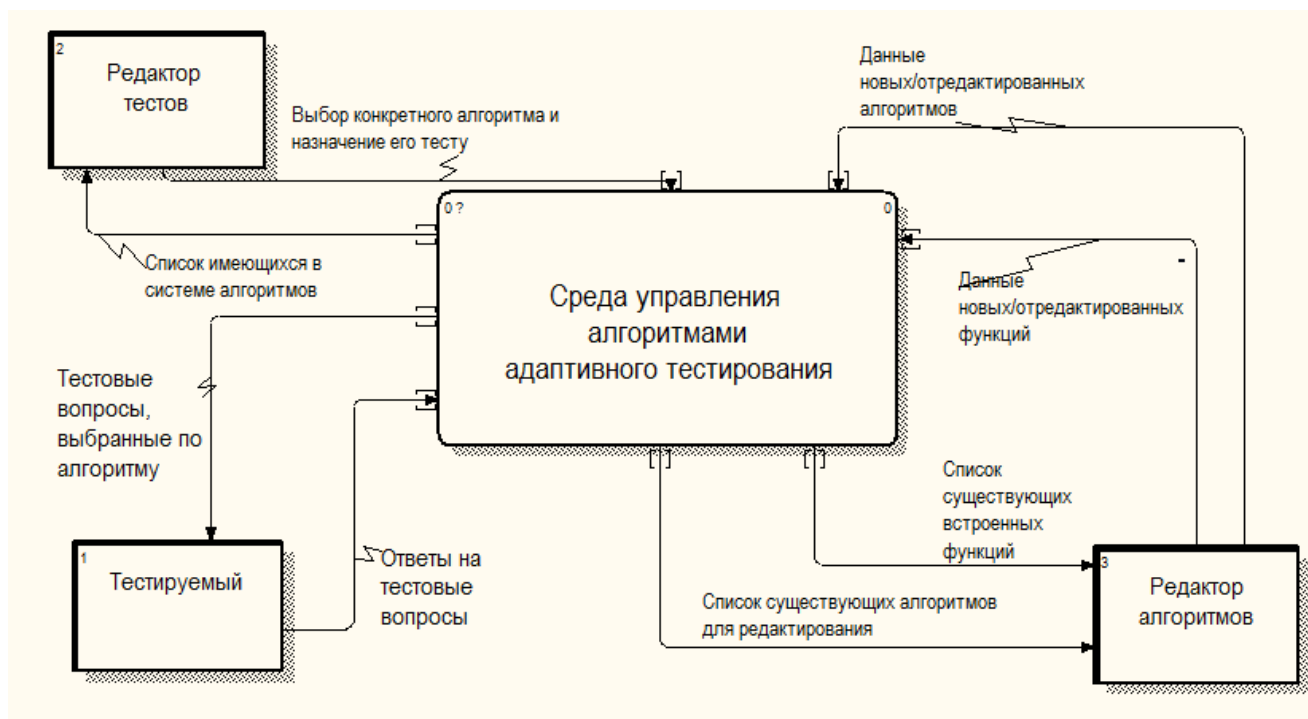 2
Редактор
тестов
Выбор конкретного алгоритма и
назначение его тесту
Данные
новых/отредактированных
алгоритмов
0 ?
0
Среда управления
алгоритмами
адаптивного тестирования
Список имеющихся в
системе алгоритмов
Данные
новых/отредактированных
функций
Тестовые
вопросы,
выбранные по
алгоритму
1
Тестируемый
Ответы на
тестовые
вопросы
Список
существующих
встроенных
функций
Список существующих алгоритмов
для редактирования
3
Редактор
алгоритмов